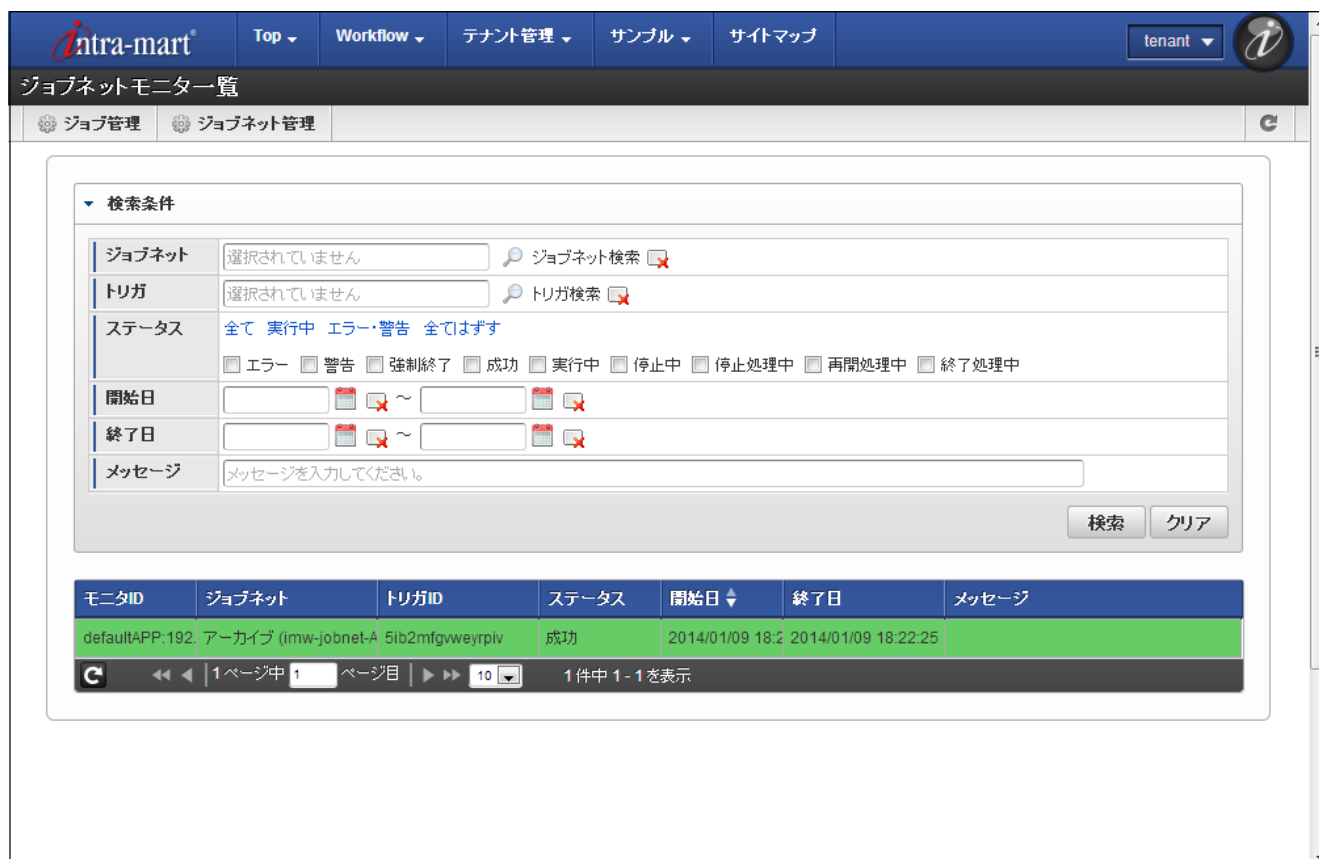 intra-mart® Top Workflow テナント管理 サンプル サイトマップ tenant
ジョブネットモニター一覧
ジョブ管理 ジョブネット管理
検索条件
ジョブネット 選択されていません ジョブネット検索
トリガ 選択されていません トリガ検索
ステータス 全て 実行中 エラー・警告 全てはずす
エラー 警告 強制終了 成功 実行中 停止中 停止処理中 再開処理中 終了処理中
開始日 ～
終了日 ～
メッセージ メッセージを入力してください。
検索 クリア
モニタID ジョブネット トリガID ステータス 開始日 終了日 メッセージ
defaultAPP:192. アーカイブ (imw-jobnet-A 5ib2mfgvweyrpiv 成功 2014/01/09 18:2 2014/01/09 18:22:25
1 ページ中 1 ページ目 10 1 件中 1 - 1 を表示